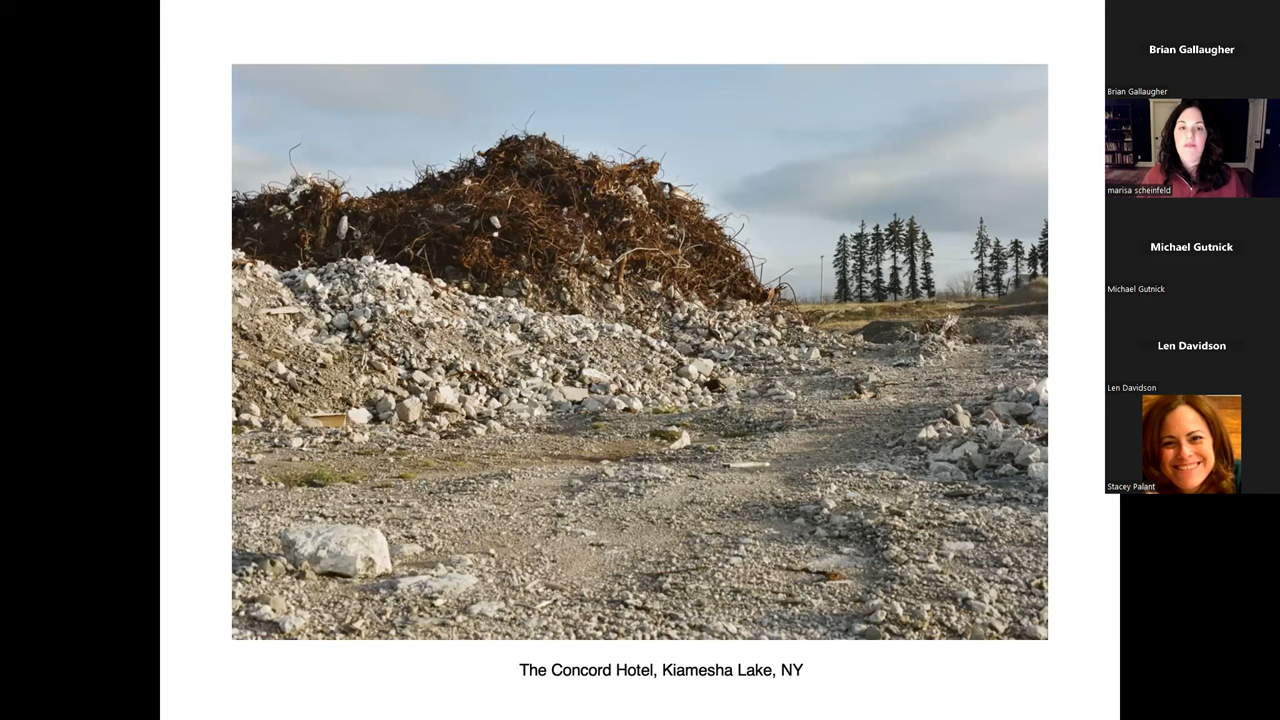 Brian Gallaugher
Brian Gallaugher
marisa scheinfeld
Michael Gutnick
Michael Gutnick
Len Davidson
Len Davidson
Stacey Palant
The Concord Hotel, Kiamesha Lake, NY